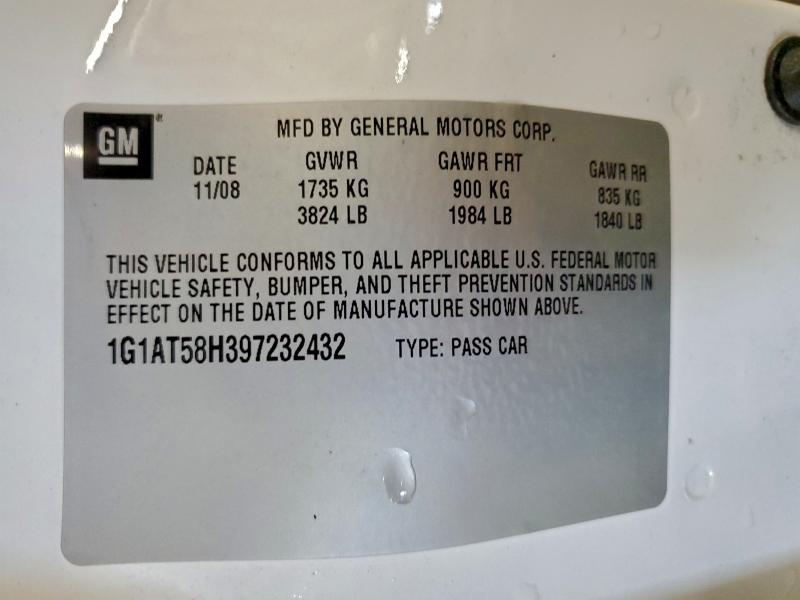 GM®
MFD BY GENERAL MOTORS CORP.
DATE GVWR GAWR FRT GAWR RR
11/08 1735 KG 900 KG 835 KG
3824 LB 1984 LB 1840 LB
THIS VEHICLE CONFORMS TO ALL APPLICABLE U.S. FEDERAL MOTOR
VEHICLE SAFETY, BUMPER, AND THEFT PREVENTION STANDARDS IN
EFFECT ON THE DATE OF MANUFACTURE SHOWN ABOVE.
1G1AT58H397232432 TYPE: PASS CAR